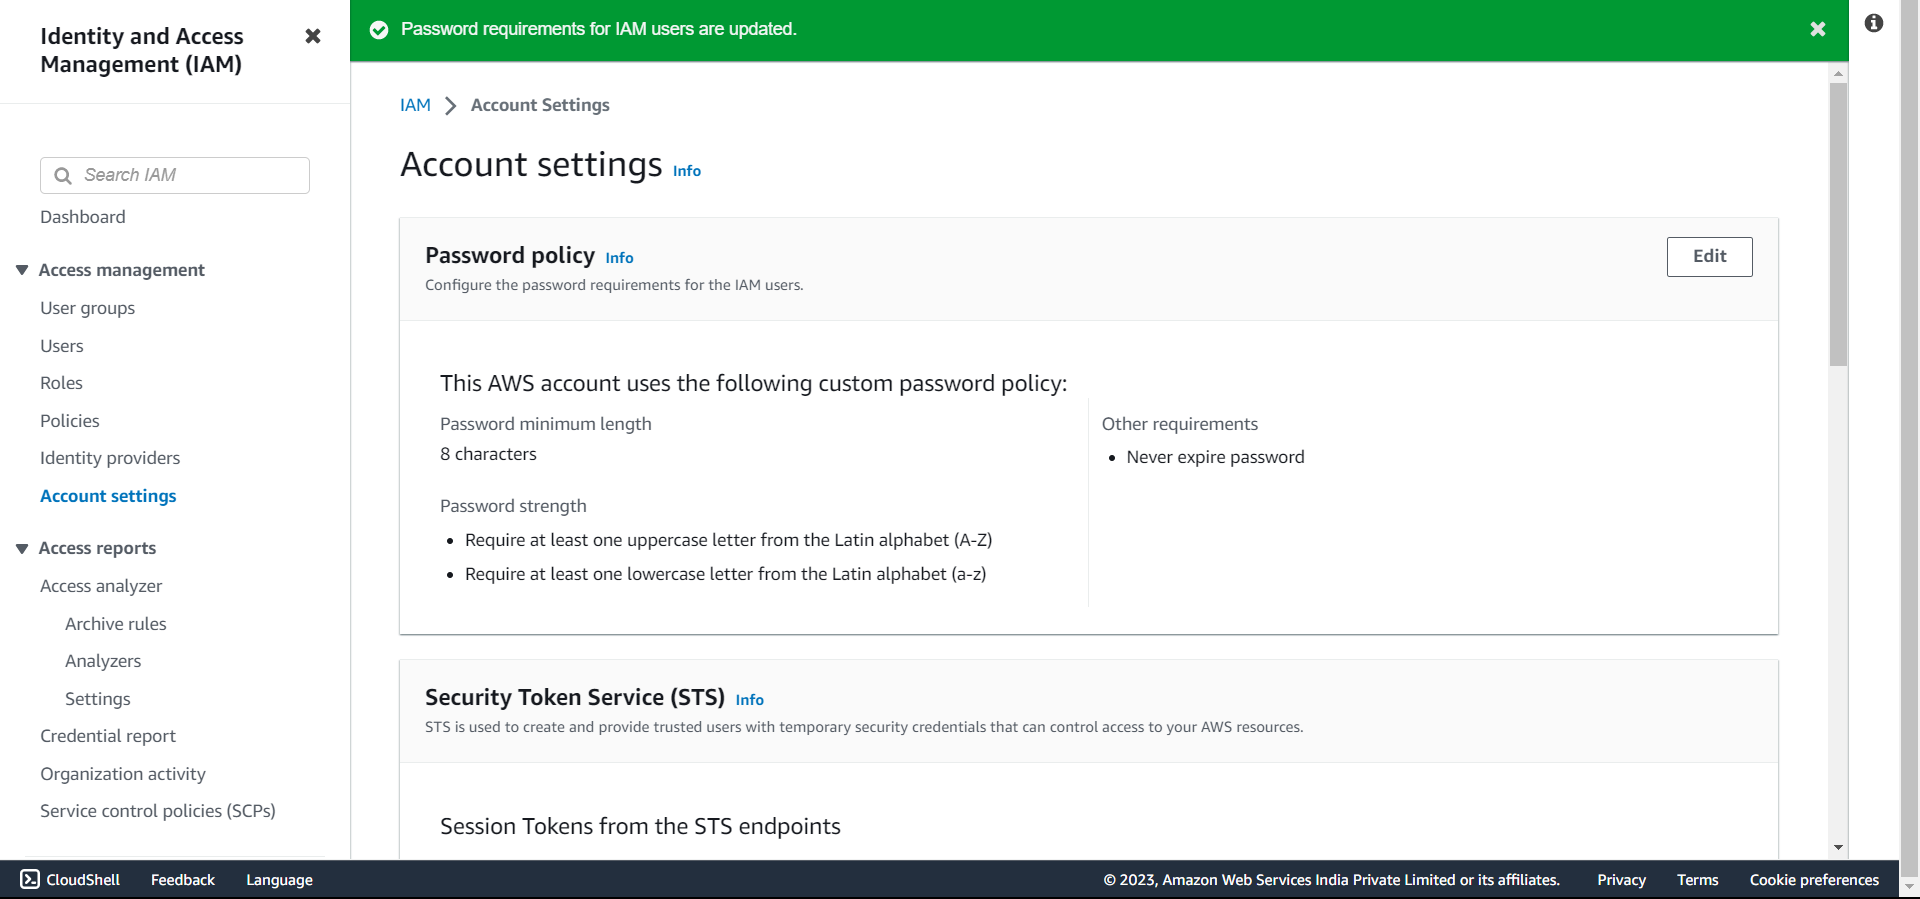 Identity and Access
Management (IAM)
Search IAM
Dashboard
Access management
User groups
Users
Roles
Policies
Identity providers
Account settings
Access reports
Access analyzer
Archive rules
Analyzers
Settings
Credential report
Organization activity
Service control policies (SCPs)
Password requirements for IAM users are updated.
IAM
Account Settings
Account settings Info
Password policy Info
Edit
Configure the password requirements for the IAM users.
This AWS account uses the following custom password policy:
Password minimum length
8 characters
Password strength
• Require at least one uppercase letter from the Latin alphabet (A-Z)
• Require at least one lowercase letter from the Latin alphabet (a-z)
Other requirements
• Never expire password
Security Token Service (STS) Info
STS is used to create and provide trusted users with temporary security credentials that can control access to your AWS resources.
Session Tokens from the STS endpoints
CloudShell Feedback Language © 2023, Amazon Web Services India Private Limited or its affiliates. Privacy Terms Cookie preferences